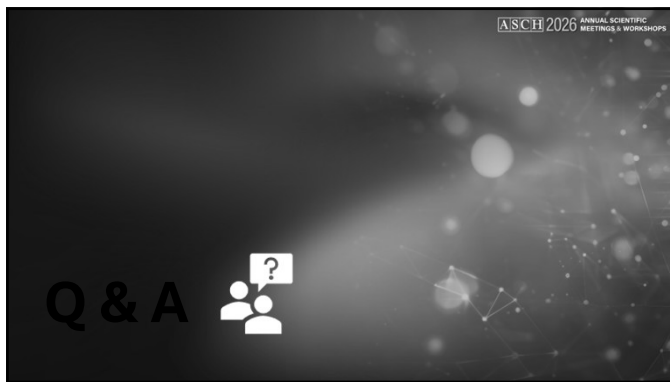 ASCH 2026 ANNUAL SCIENTIFIC
MEETINGS & WORKSHOPS
?
Q & A